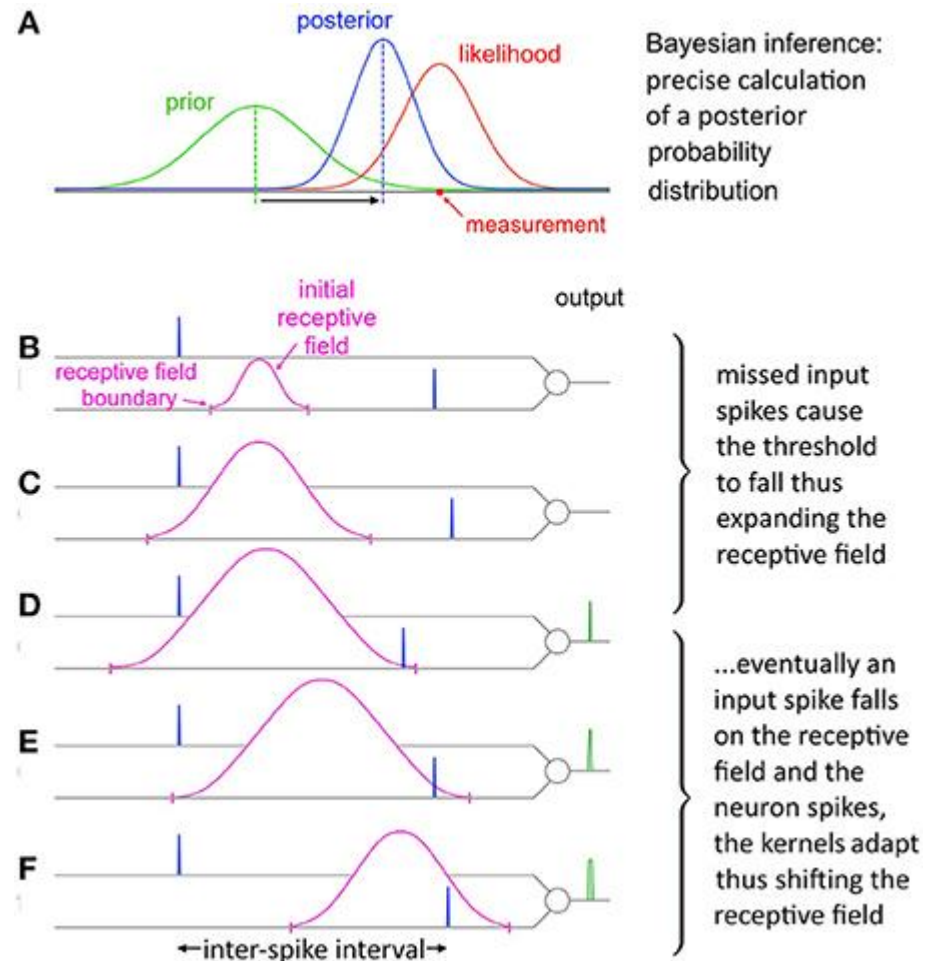 A
posterior
likelihood
prior
measurement
Bayesian inference:
precise calculation
of a posterior
probability
distribution
B
initial
receptive
field
receptive field
boundary
output
C
missed input
spikes cause
the threshold
to fall thus
expanding the
receptive field
D
E
...eventually an
input spike falls
on the receptive
field and the
neuron spikes,
the kernels adapt
thus shifting the
receptive field
F
inter-spike interval